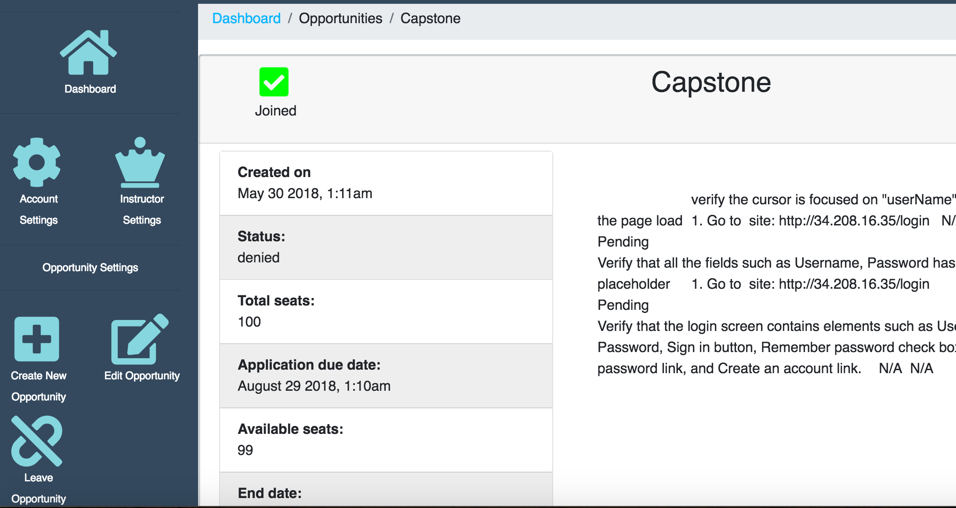 Dashboard / Opportunities / Capstone
Dashboard
Account
Settings
Instructor
Settings
Opportunity Settings
Create New
Opportunity
Edit Opportunity
Leave
Opportunity
Joined
Capstone
Created on
May 30 2018, 1:11am
Status:
denied
Total seats:
100
Application due date:
August 29 2018, 1:10am
Available seats:
99
End date:
verify the cursor is focused on "userName"
the page load 1. Go to site: http://34.208.16.35/login N/
Pending
Verify that all the fields such as Username, Password has
placeholder 1. Go to site: http://34.208.16.35/login
Pending
Verify that the login screen contains elements such as Use
Password, Sign in button, Remember password check bo
password link, and Create an account link. N/A N/A